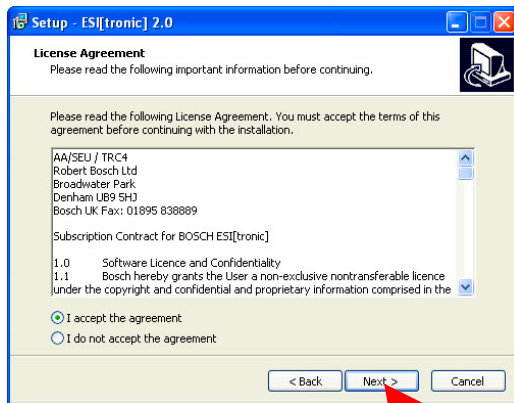 Setup - ESI[tronic] 2.0
License Agreement
Please read the following important information before continuing.
Please read the following License Agreement. You must accept the terms of this
agreement before continuing with the installation.
AA/SEU / TRC4
Robert Bosch Ltd
Broadwater Park
Denham UB9 5HJ
Bosch UK Fax: 01895 838889
Subscription Contract for BOSCH ESI[tronic]
1.0 Software Licence and Confidentiality
1.1 Bosch hereby grants the User a non-exclusive nontransferable licence
under the copyright and confidential and proprietary information comprised in the
I accept the agreement
I do not accept the agreement
< Back Next > Cancel